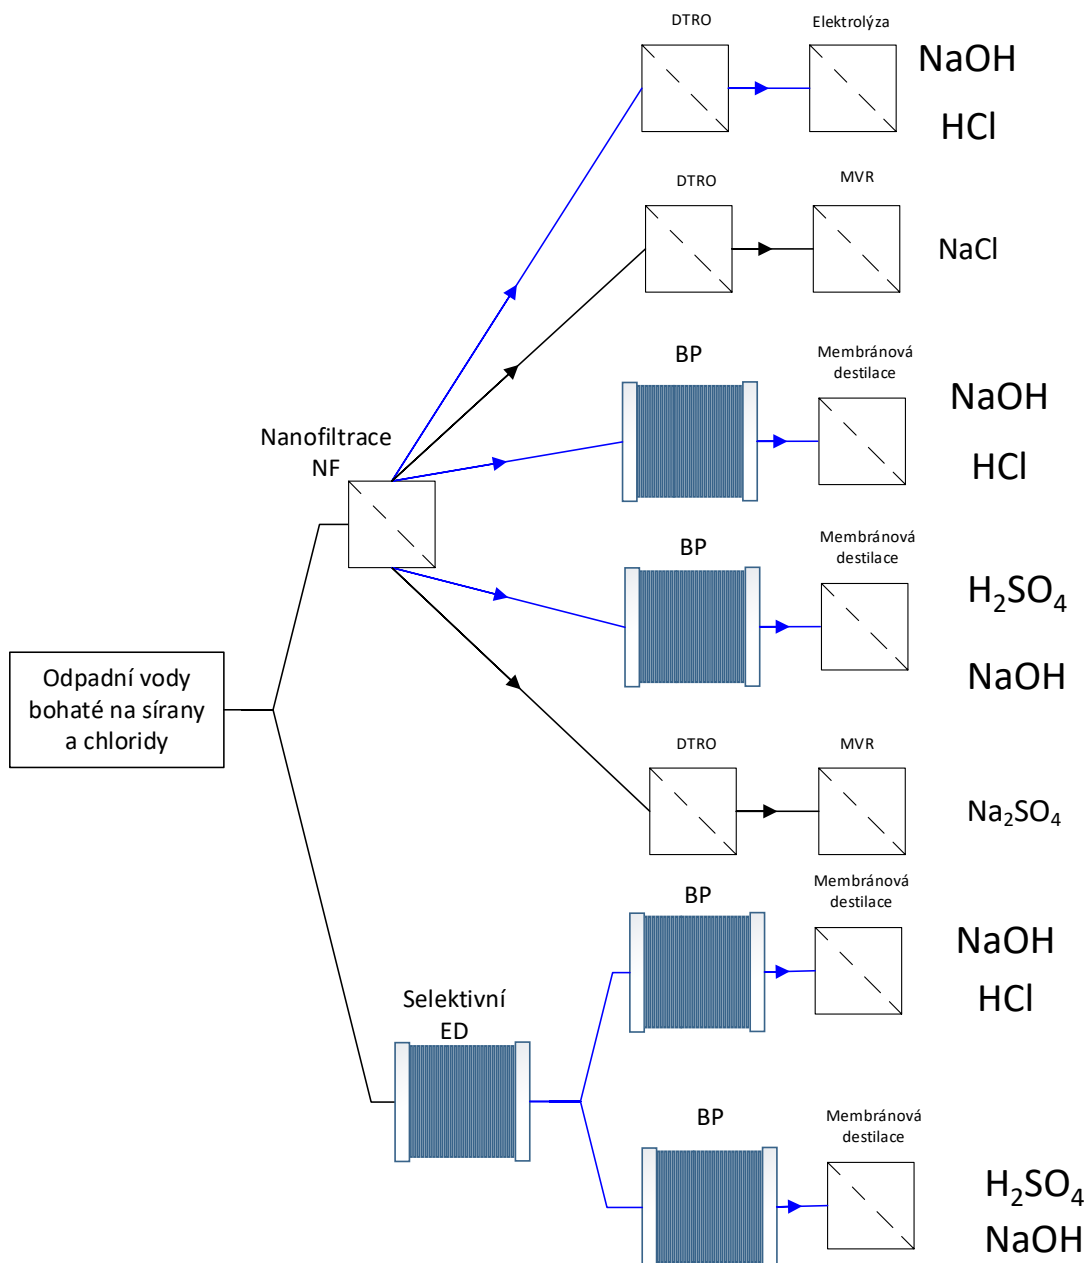 DTRO
Elektrolýza
NaOH
HCl
DTRO
MVR
NaCl
BP
Membránová
destilace
NaOH
HCl
Nanofiltrace
NF
BP
Membránová
destilace
H₂SO₄
NaOH
Odpadní vody
bohaté na sírany
a chloridy
DTRO
MVR
Na₂SO₄
BP
Membránová
destilace
NaOH
HCl
Selektivní
ED
BP
Membránová
destilace
H₂SO₄
NaOH